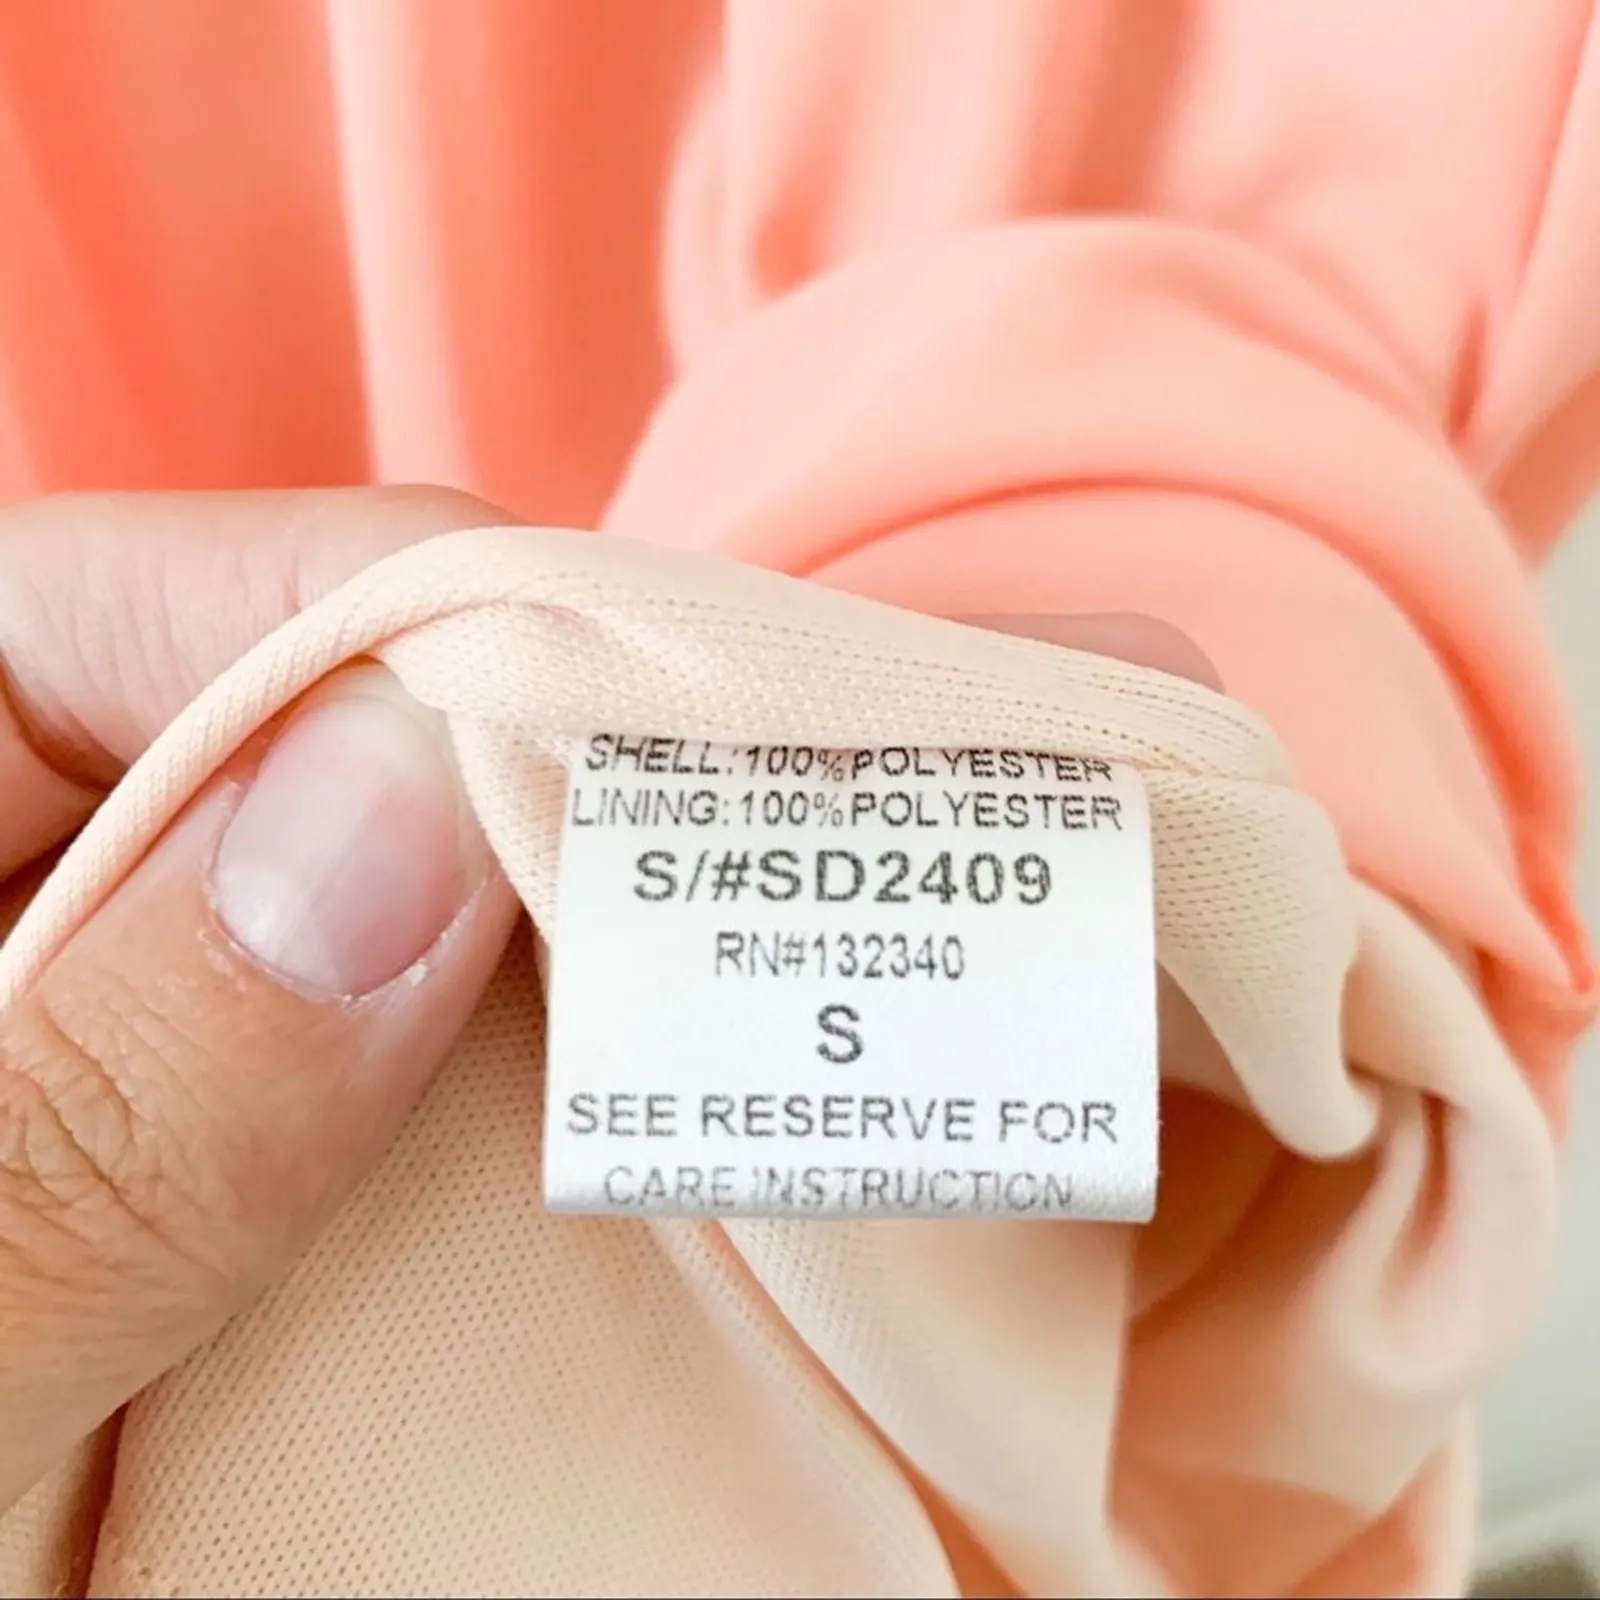 SHELL:100%POLYESTER
LINING:100%POLYESTER
S/#SD2409
RN#132340
S
SEE RESERVE FOR
CARE INSTRUCTION